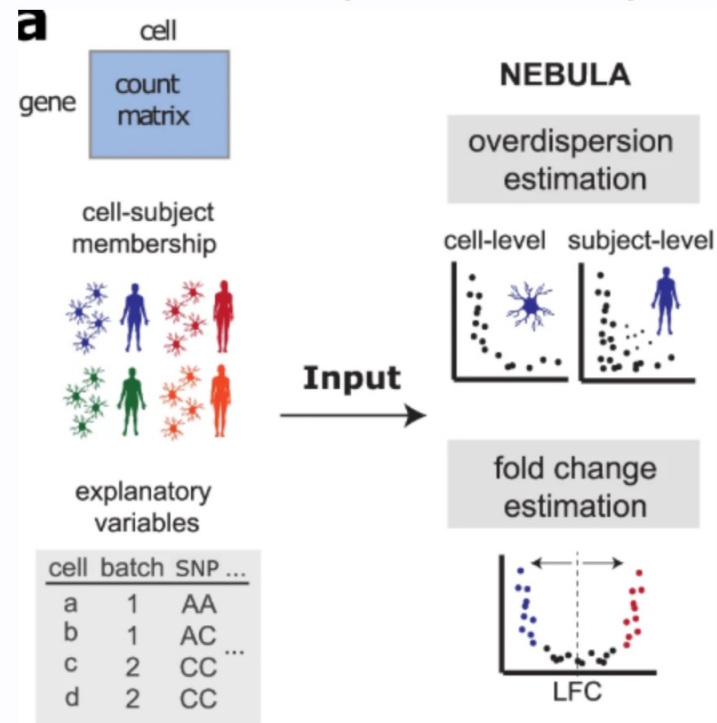 a
cell
gene
count
matrix
cell-subject
membership
explanatory
variables
cell batch SNP ...
a 1 AA
b 1 AC
...
c 2 CC
d 2 CC
Input
NEBULA
overdispersion
estimation
cell-level subject-level
fold change
estimation
LFC